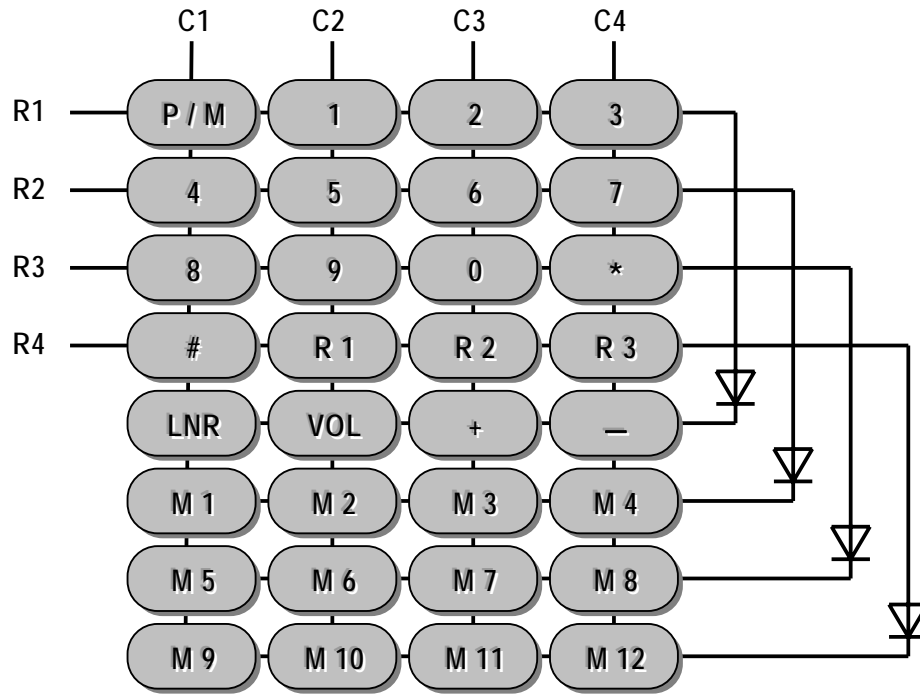 C1 C2 C3 C4
R1 P / M 1 2 3
R2 4 5 6 7
R3 8 9 0 *
R4 # R 1 R 2 R 3
LNR VOL + —
M 1 M 2 M 3 M 4
M 5 M 6 M 7 M 8
M 9 M 10 M 11 M 12